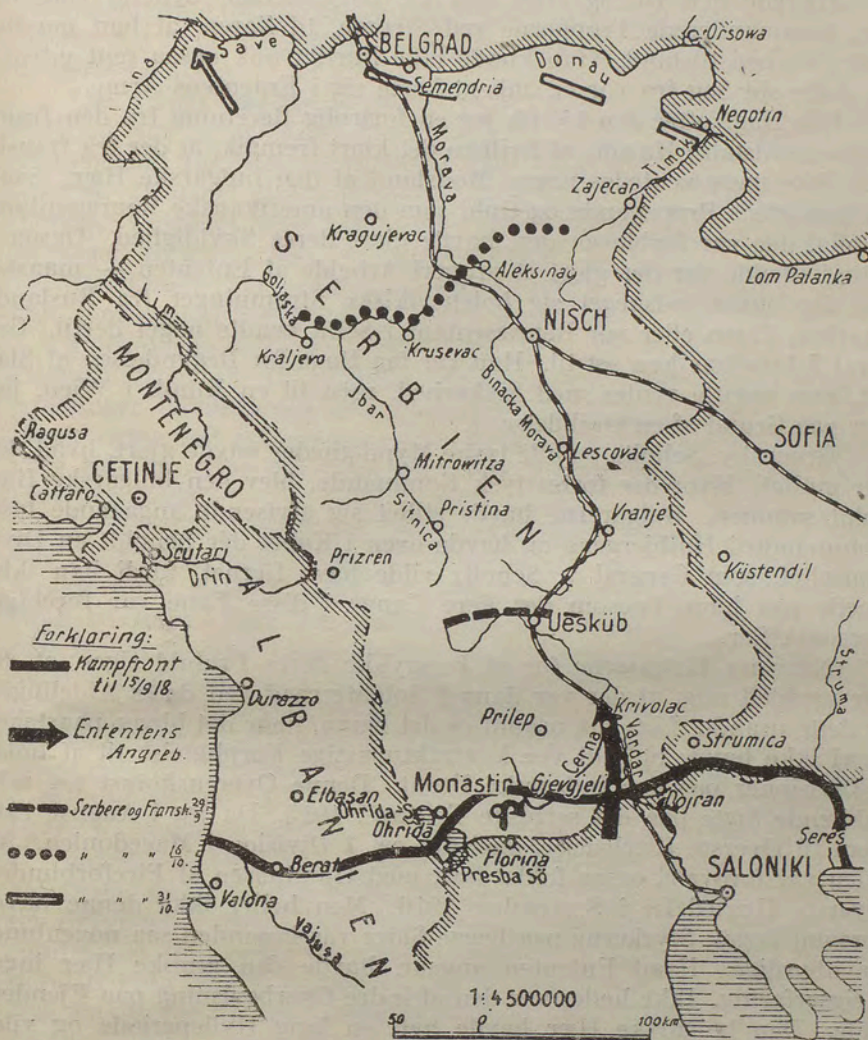 Orsowa
Save
BELGRAD
Donau
Semendria
Negotin
Morava
Timok
Zajecar
Kragujevac
Lom Palanka
Aleksinac
Goljaska
Lim
NISCH
Kraljevo
Krusevac
SERBIEN
MONTENEGRO
Jbar
Binacka Morava
Ragusa
Lescovac
SOFIA
CETINJE
Mitrowitza
Cattaro
Sitnica
Pristina
Vranje
Scutari
Drin
Prizren
Küstendil
ALBANIEN
Uesküb
Forklaring:
Kampfront
til 15/9 18.
Struma
Durazzo
Krivolac
Prilep
Ententens
Angreb.
Cerna
Vardar
Strumica
Monastir
Gjevgjeli
Elbasan
Dojran
Serbere og Fransk. 29/9
Ohrida-
Ohrida
Seres
" " " 16/10.
Berat
Florina
Presba Sö
SALONIKI
" " " 31/10.
Valona
Vajusa
1:4500000
50 0 100 km